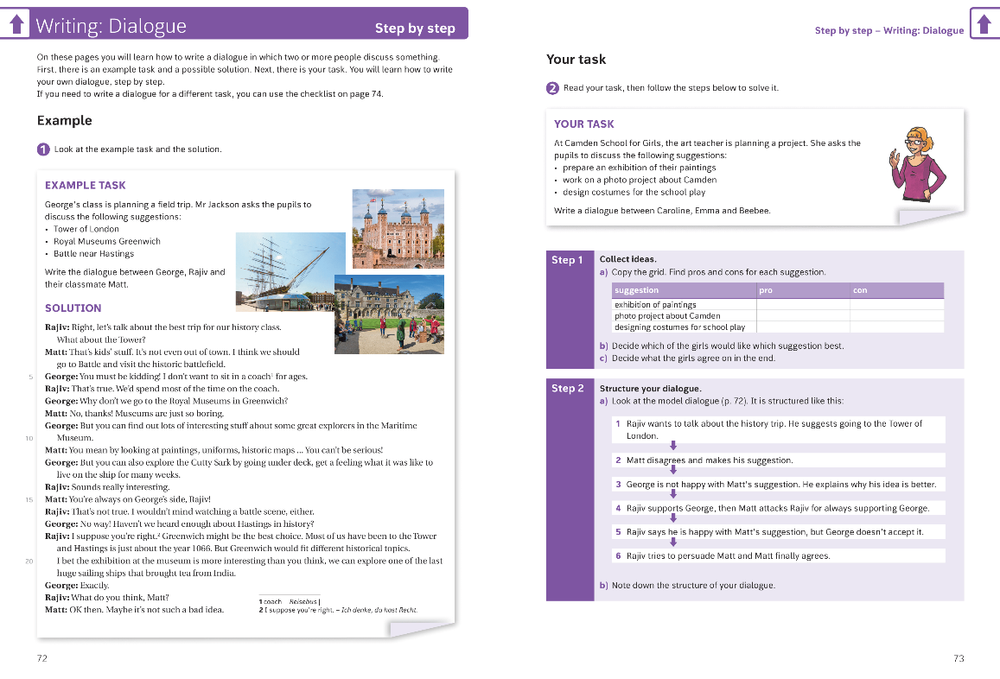 Writing: Dialogue
Step by step
On these pages you will learn how to write a dialogue in which two or more people discuss something.
First, there is an example task and a possible solution. Next, there is your task. You will learn how to write
your own dialogue, step by step.
If you need to write a dialogue for a different task, you can use the checklist on page 74.
Example
1 Look at the example task and the solution.
EXAMPLE TASK
George's class is planning a field trip. Mr Jackson asks the pupils to
discuss the following suggestions:
• Tower of London
• Royal Museums Greenwich
• Battle near Hastings
Write the dialogue between George, Rajiv and
their classmate Matt.
SOLUTION
Rajiv: Right, let's talk about the best trip for our history class.
What about the Tower?
Matt: That's kids' stuff. It's not even out of town. I think we should
go to Battle and visit the historic battlefield.
5 George: You must be kidding! I don't want to sit in a coach¹ for ages.
Rajiv: That's true. We'd spend most of the time on the coach.
George: Why don't we go to the Royal Museums in Greenwich?
Matt: No, thanks! Museums are just so boring.
George: But you can find out lots of interesting stuff about some great explorers in the Maritime
10 Museum.
Matt: You mean by looking at paintings, uniforms, historic maps ... You can't be serious!
George: But you can also explore the Cutty Sark by going under deck, get a feeling what it was like to
live on the ship for many weeks.
Rajiv: Sounds really interesting.
15 Matt: You're always on George's side, Rajiv!
Rajiv: That's not true. I wouldn't mind watching a battle scene, either.
George: No way! Haven't we heard enough about Hastings in history?
Rajiv: I suppose you're right.² Greenwich might be the best choice. Most of us have been to the Tower
and Hastings is just about the year 1066. But Greenwich would fit different historical topics.
20 I bet the exhibition at the museum is more interesting than you think, we can explore one of the last
huge sailing ships that brought tea from India.
George: Exactly.
Rajiv: What do you think, Matt?
Matt: OK then. Maybe it's not such a bad idea.
1 coach Reisebus |
2 I suppose you're right. – Ich denke, du hast Recht.
72
Step by step – Writing: Dialogue
Your task
2 Read your task, then follow the steps below to solve it.
YOUR TASK
At Camden School for Girls, the art teacher is planning a project. She asks the
pupils to discuss the following suggestions:
• prepare an exhibition of their paintings
• work on a photo project about Camden
• design costumes for the school play
Write a dialogue between Caroline, Emma and Beebee.
Step 1
Collect ideas.
a) Copy the grid. Find pros and cons for each suggestion.
suggestion pro con
exhibition of paintings
photo project about Camden
designing costumes for school play
b) Decide which of the girls would like which suggestion best.
c) Decide what the girls agree on in the end.
Step 2
Structure your dialogue.
a) Look at the model dialogue (p. 72). It is structured like this:
1 Rajiv wants to talk about the history trip. He suggests going to the Tower of
London.
2 Matt disagrees and makes his suggestion.
3 George is not happy with Matt's suggestion. He explains why his idea is better.
4 Rajiv supports George, then Matt attacks Rajiv for always supporting George.
5 Rajiv says he is happy with Matt's suggestion, but George doesn't accept it.
6 Rajiv tries to persuade Matt and Matt finally agrees.
b) Note down the structure of your dialogue.
73